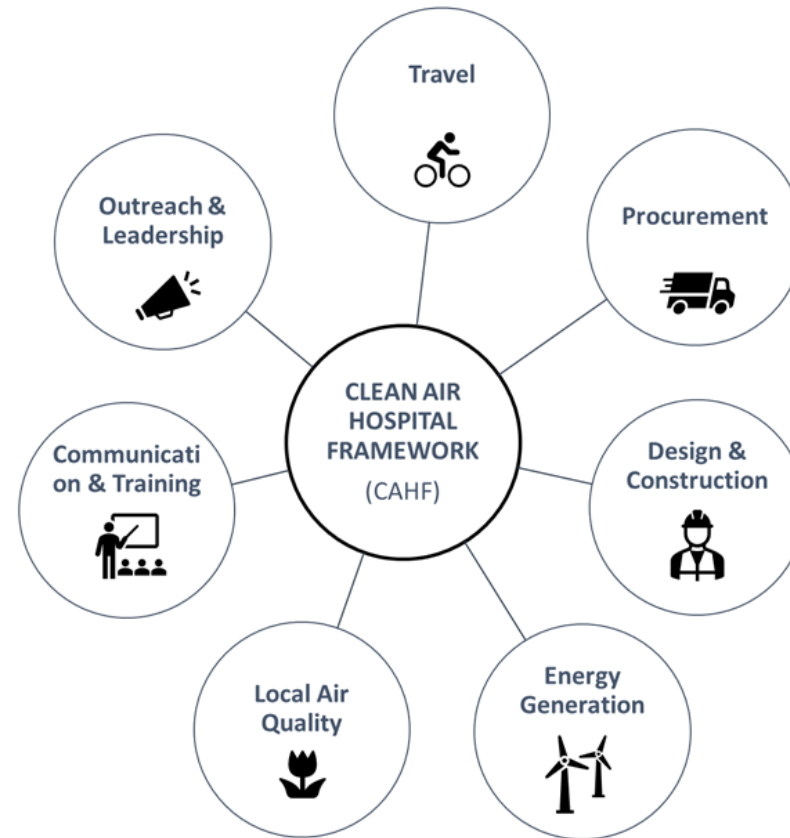 Travel
Procurement
Design &
Construction
Energy
Generation
Local Air
Quality
Communicati
on & Training
Outreach &
Leadership
CLEAN AIR
HOSPITAL
FRAMEWORK
(CAHF)